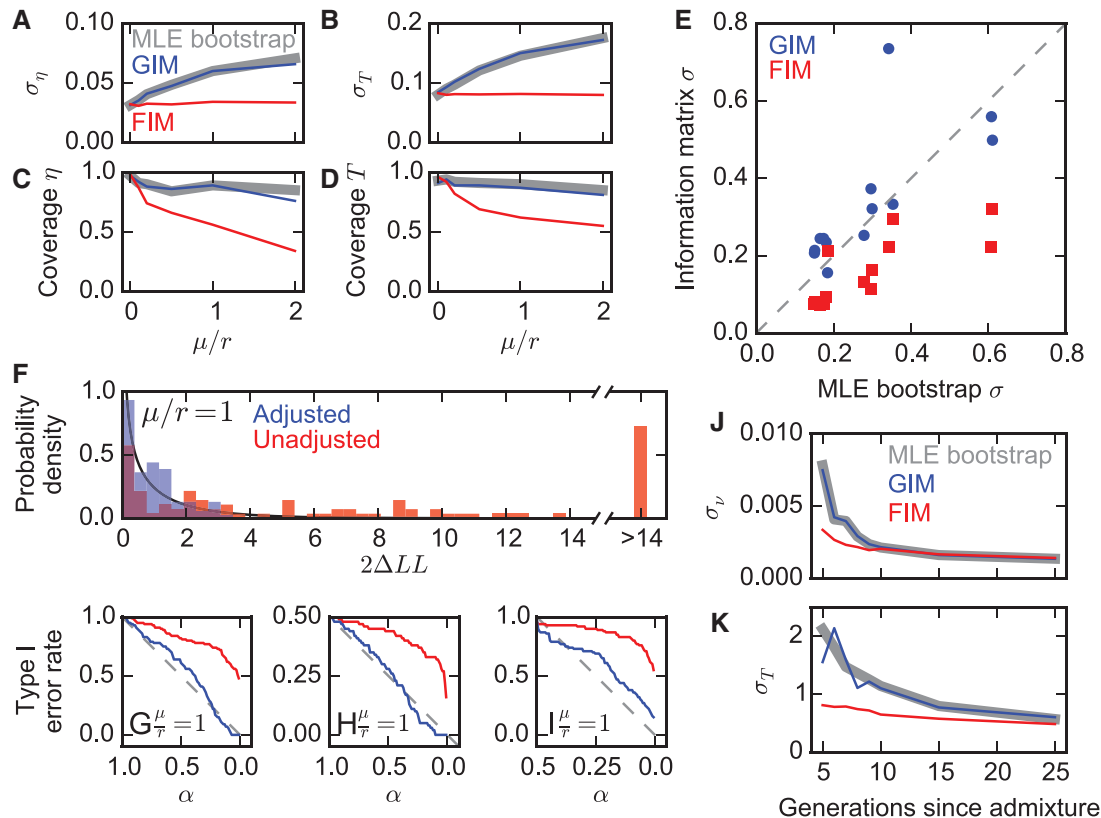 A
0.10
0.05
0.00
σ_η
MLE bootstrap
GIM
FIM
0
1
2
B
0.2
0.1
0.0
σ_T
0
1
2
C
1.0
0.5
0.0
Coverage η
0
1
2
μ/r
D
1.0
0.5
0.0
Coverage T
0
1
2
μ/r
E
0.8
0.6
0.4
0.2
0.0
Information matrix σ
GIM
FIM
0.0
0.2
0.4
0.6
0.8
MLE bootstrap σ
F
1.0
0.5
0.0
Probability
density
μ/r = 1
Adjusted
Unadjusted
0
2
4
6
8
10
12
14
>14
2ΔLL
Type I
error rate
1.0
0.5
0.0
G μ/r = 1
1.0
0.5
0.0
α
0.50
0.25
0.00
H μ/r = 1
1.0
0.5
0.0
α
1.0
0.5
0.0
I μ/r = 1
0.5
0.25
0.0
α
J
0.010
0.005
0.000
σ_ν
MLE bootstrap
GIM
FIM
K
2
1
0
σ_T
5
10
15
20
25
Generations since admixture